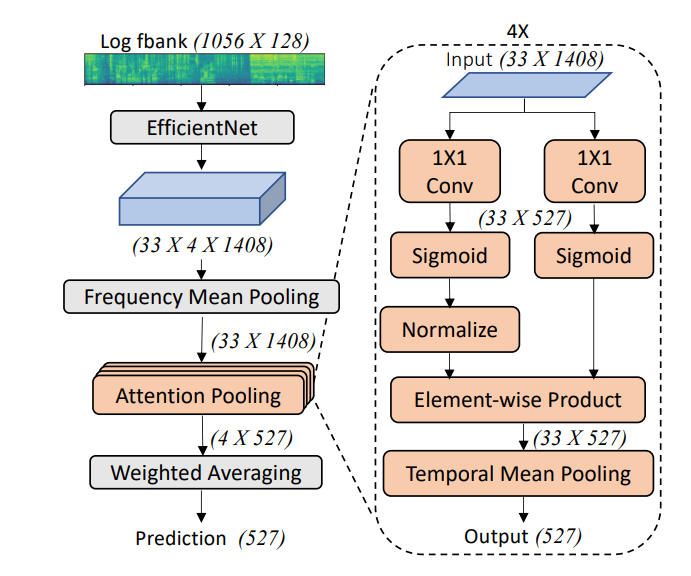 Log fbank (1056 X 128)
EfficientNet
(33 X 4 X 1408)
Frequency Mean Pooling
(33 X 1408)
Attention Pooling
(4 X 527)
Weighted Averaging
Prediction (527)
4X
Input (33 X 1408)
1X1
Conv
1X1
Conv
(33 X 527)
Sigmoid
Sigmoid
Normalize
Element-wise Product
(33 X 527)
Temporal Mean Pooling
Output (527)